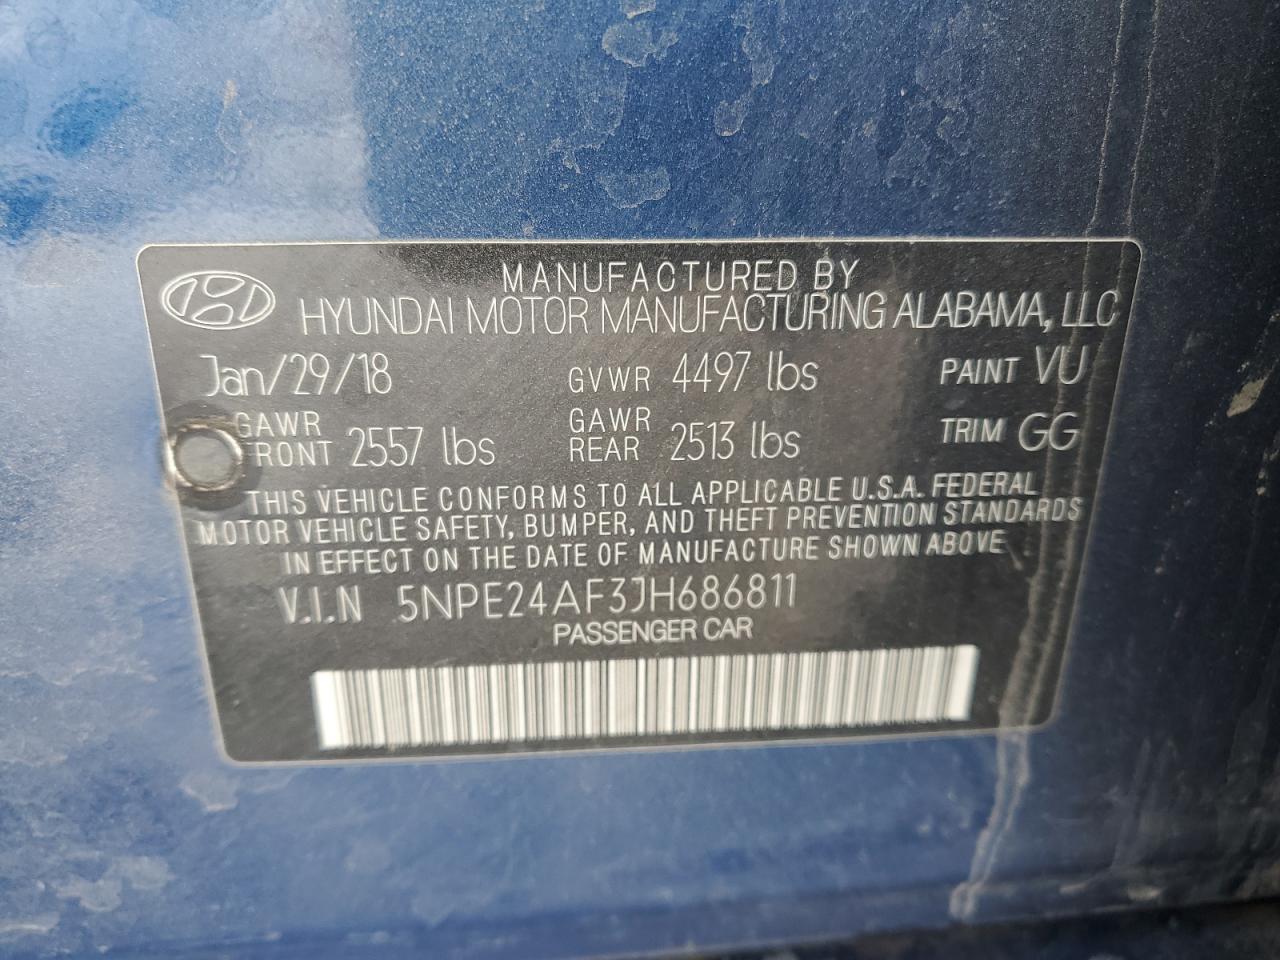 MANUFACTURED BY
HYUNDAI MOTOR MANUFACTURING ALABAMA, LLC
Jan/29/18 GVWR 4497 lbs PAINT VU
GAWR FRONT 2557 lbs GAWR REAR 2513 lbs TRIM GG
THIS VEHICLE CONFORMS TO ALL APPLICABLE U.S.A. FEDERAL
MOTOR VEHICLE SAFETY, BUMPER, AND THEFT PREVENTION STANDARDS
IN EFFECT ON THE DATE OF MANUFACTURE SHOWN ABOVE
V.I.N 5NPE24AF3JH686811
PASSENGER CAR